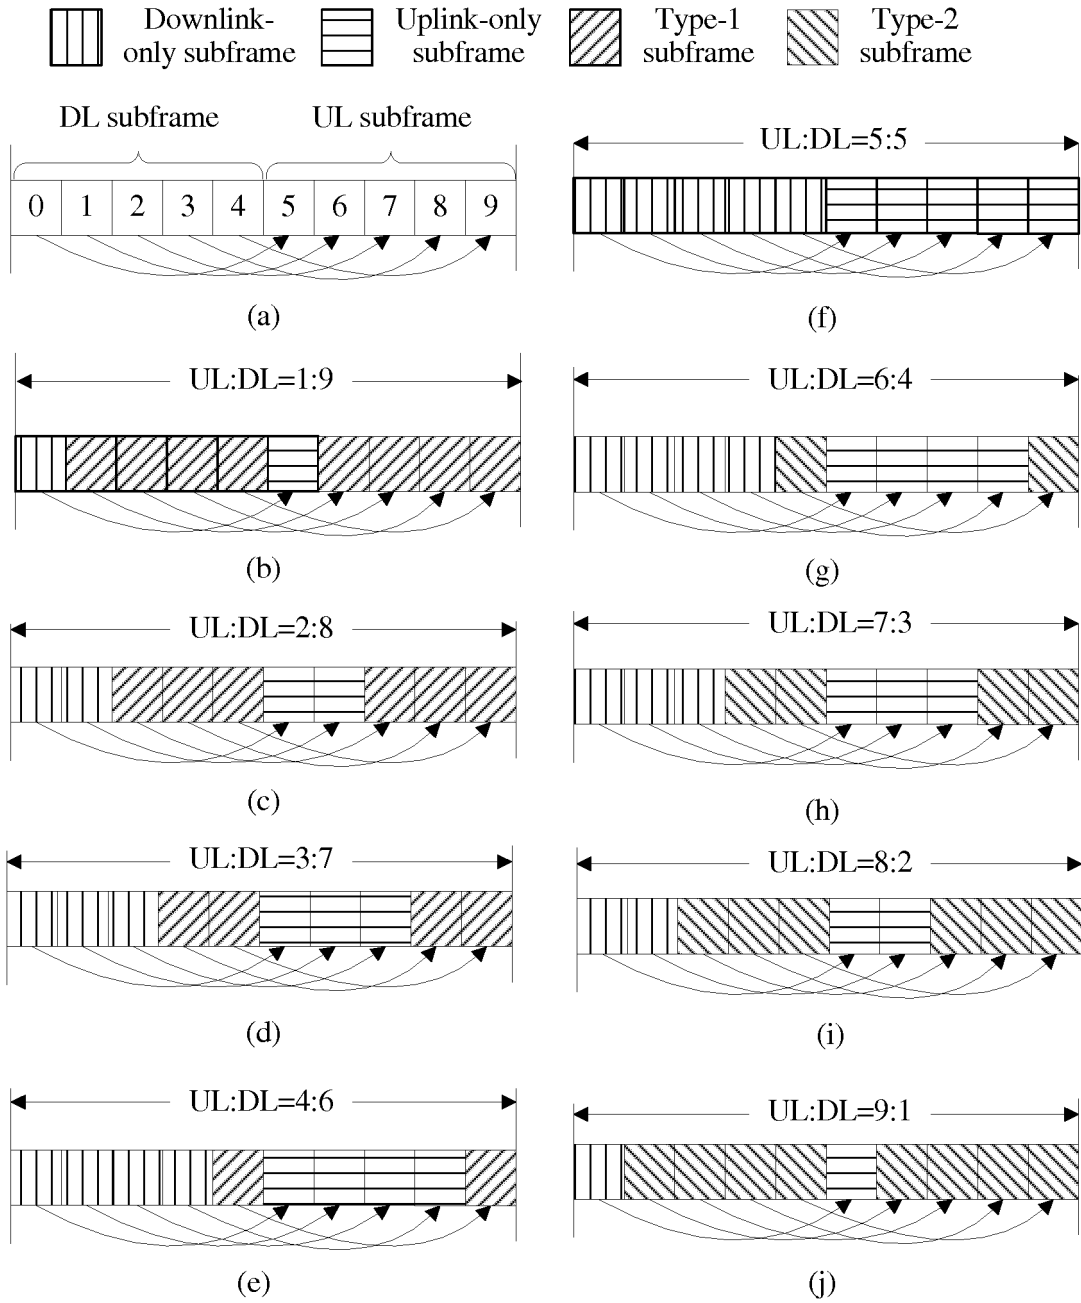 Downlink-
only subframe
Uplink-only
subframe
Type-1
subframe
Type-2
subframe
DL subframe
UL subframe
0 1 2 3 4 5 6 7 8 9
(a)
UL:DL=5:5
(f)
UL:DL=1:9
(b)
UL:DL=6:4
(g)
UL:DL=2:8
(c)
UL:DL=7:3
(h)
UL:DL=3:7
(d)
UL:DL=8:2
(i)
UL:DL=4:6
(e)
UL:DL=9:1
(j)